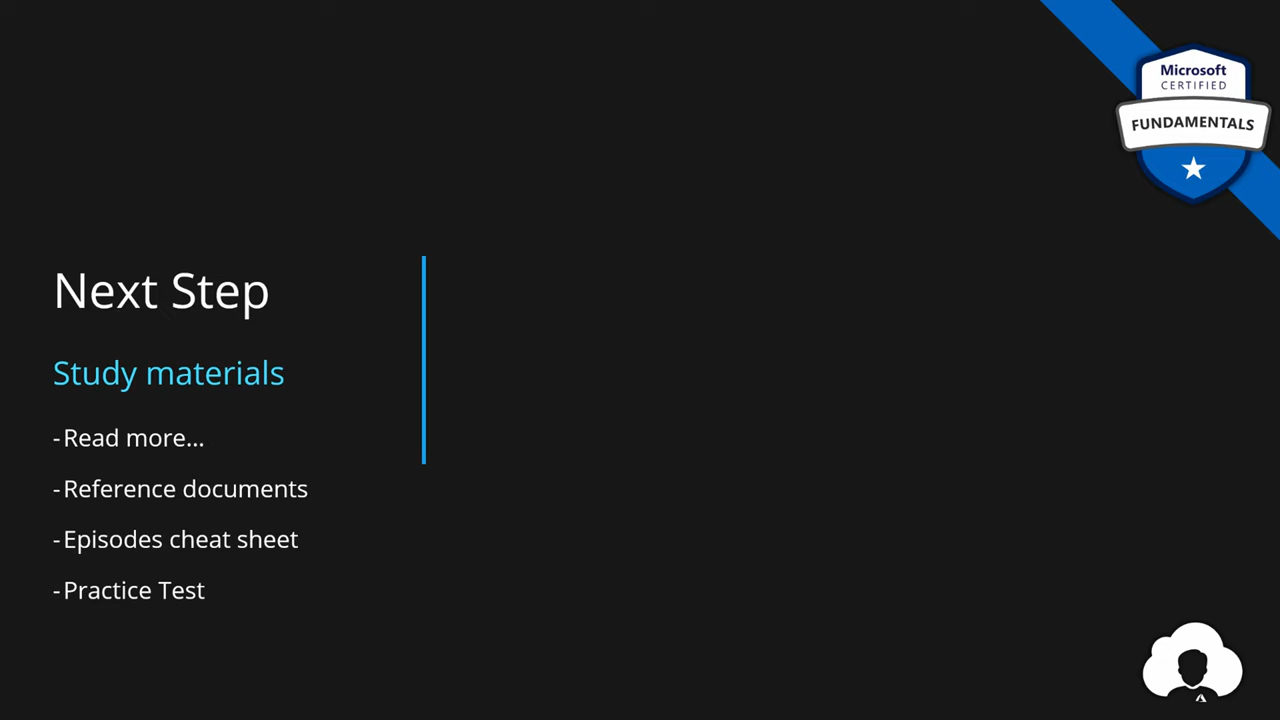 Microsoft
CERTIFIED
FUNDAMENTALS
Next Step
Study materials
- Read more...
- Reference documents
- Episodes cheat sheet
- Practice Test